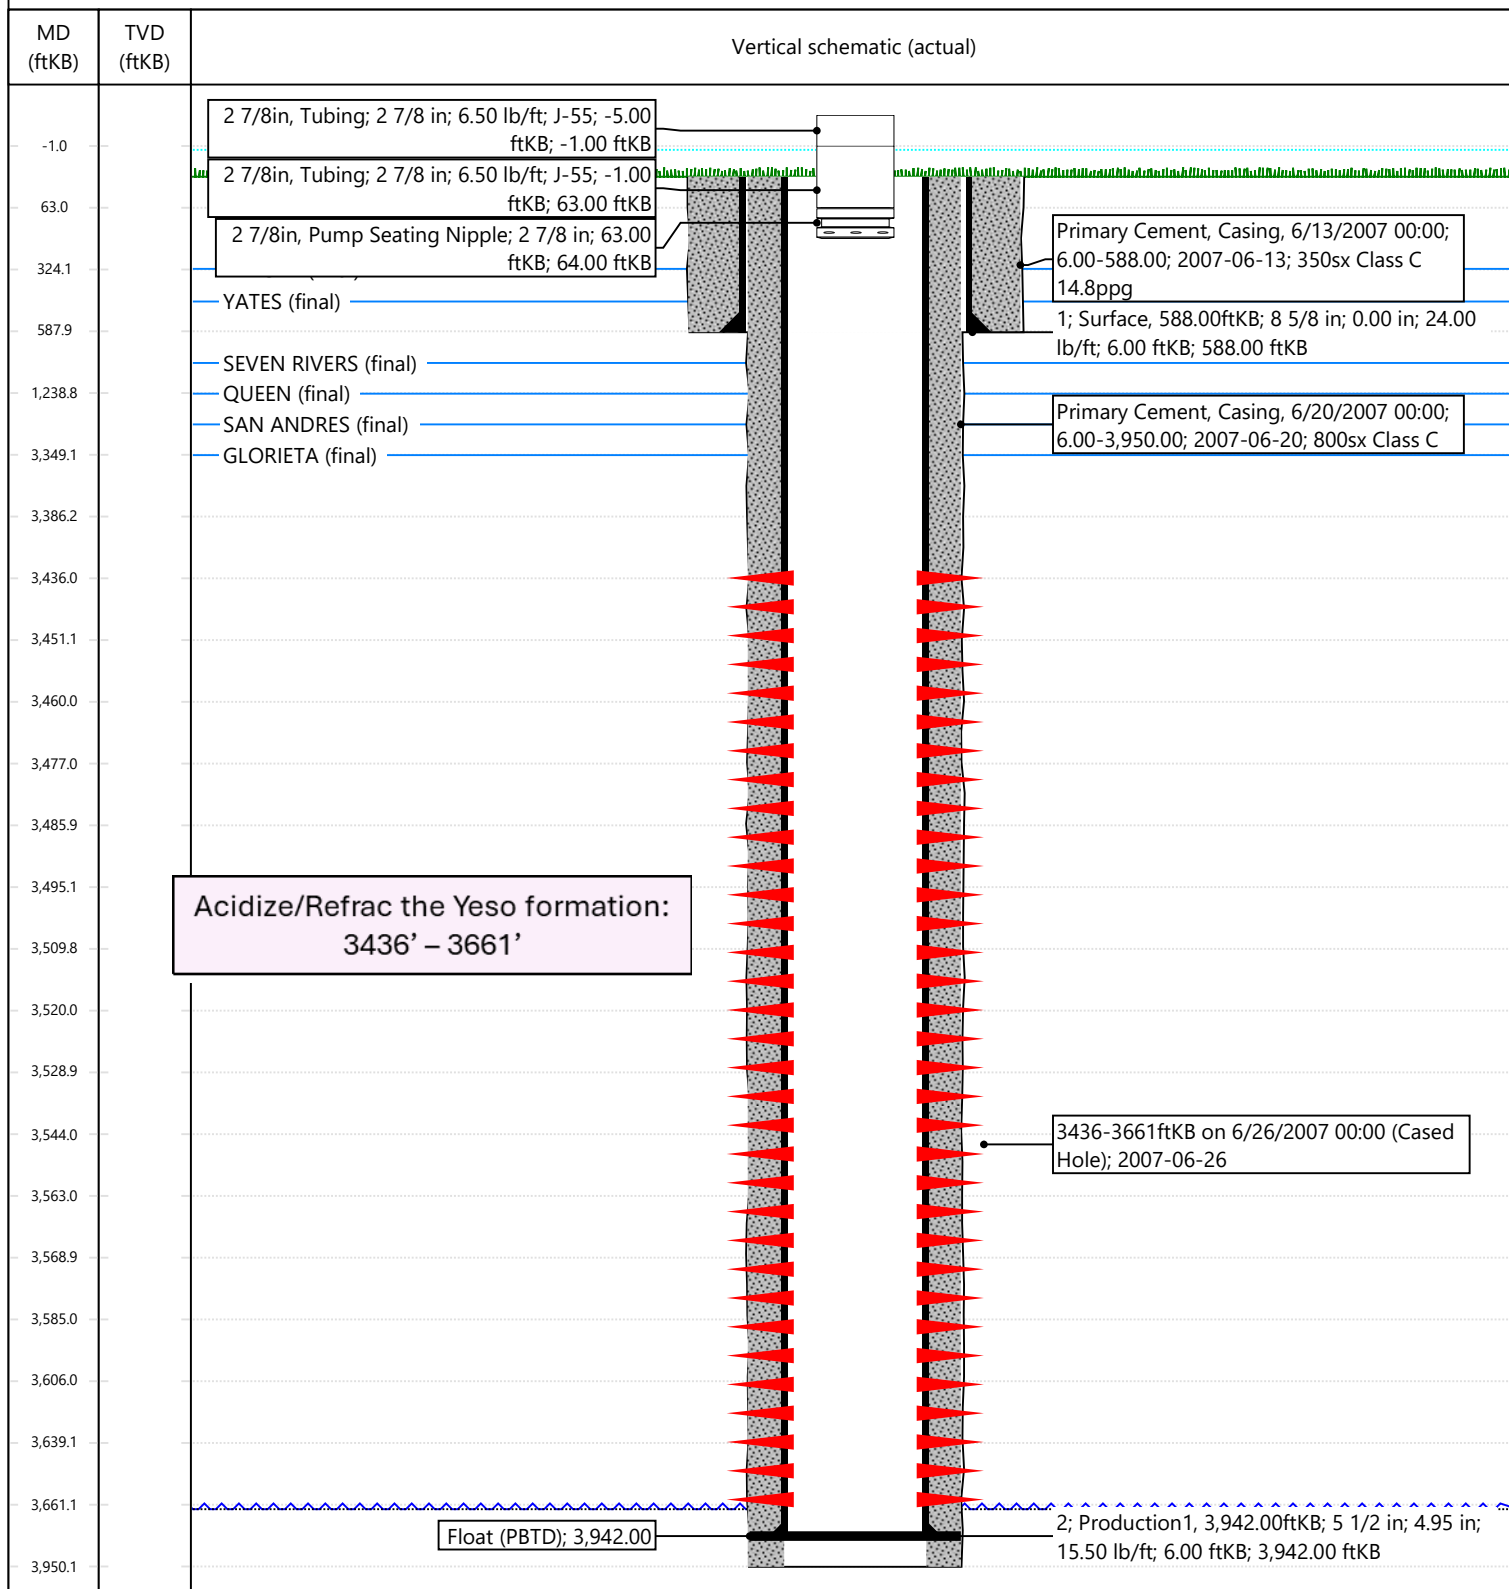 MD
(ftKB)
TVD
(ftKB)
Vertical schematic (actual)
2 7/8in, Tubing; 2 7/8 in; 6.50 lb/ft; J-55; -5.00
ftKB; -1.00 ftKB
-1.0
2 7/8in, Tubing; 2 7/8 in; 6.50 lb/ft; J-55; -1.00
ftKB; 63.00 ftKB
63.0
2 7/8in, Pump Seating Nipple; 2 7/8 in; 63.00
ftKB; 64.00 ftKB
Primary Cement, Casing, 6/13/2007 00:00;
6.00-588.00; 2007-06-13; 350sx Class C
14.8ppg
324.1
YATES (final)
587.9
1; Surface, 588.00ftKB; 8 5/8 in; 0.00 in; 24.00
lb/ft; 6.00 ftKB; 588.00 ftKB
SEVEN RIVERS (final)
1,238.8
QUEEN (final)
Primary Cement, Casing, 6/20/2007 00:00;
6.00-3,950.00; 2007-06-20; 800sx Class C
SAN ANDRES (final)
3,349.1
GLORIETA (final)
3,386.2
3,436.0
3,451.1
3,460.0
3,477.0
3,485.9
3,495.1
Acidize/Refrac the Yeso formation:
3436’ – 3661’
3,509.8
3,520.0
3,528.9
3,544.0
3436-3661ftKB on 6/26/2007 00:00 (Cased
Hole); 2007-06-26
3,563.0
3,568.9
3,585.0
3,606.0
3,639.1
3,661.1
Float (PBTD); 3,942.00
2; Production1, 3,942.00ftKB; 5 1/2 in; 4.95 in;
15.50 lb/ft; 6.00 ftKB; 3,942.00 ftKB
3,950.1